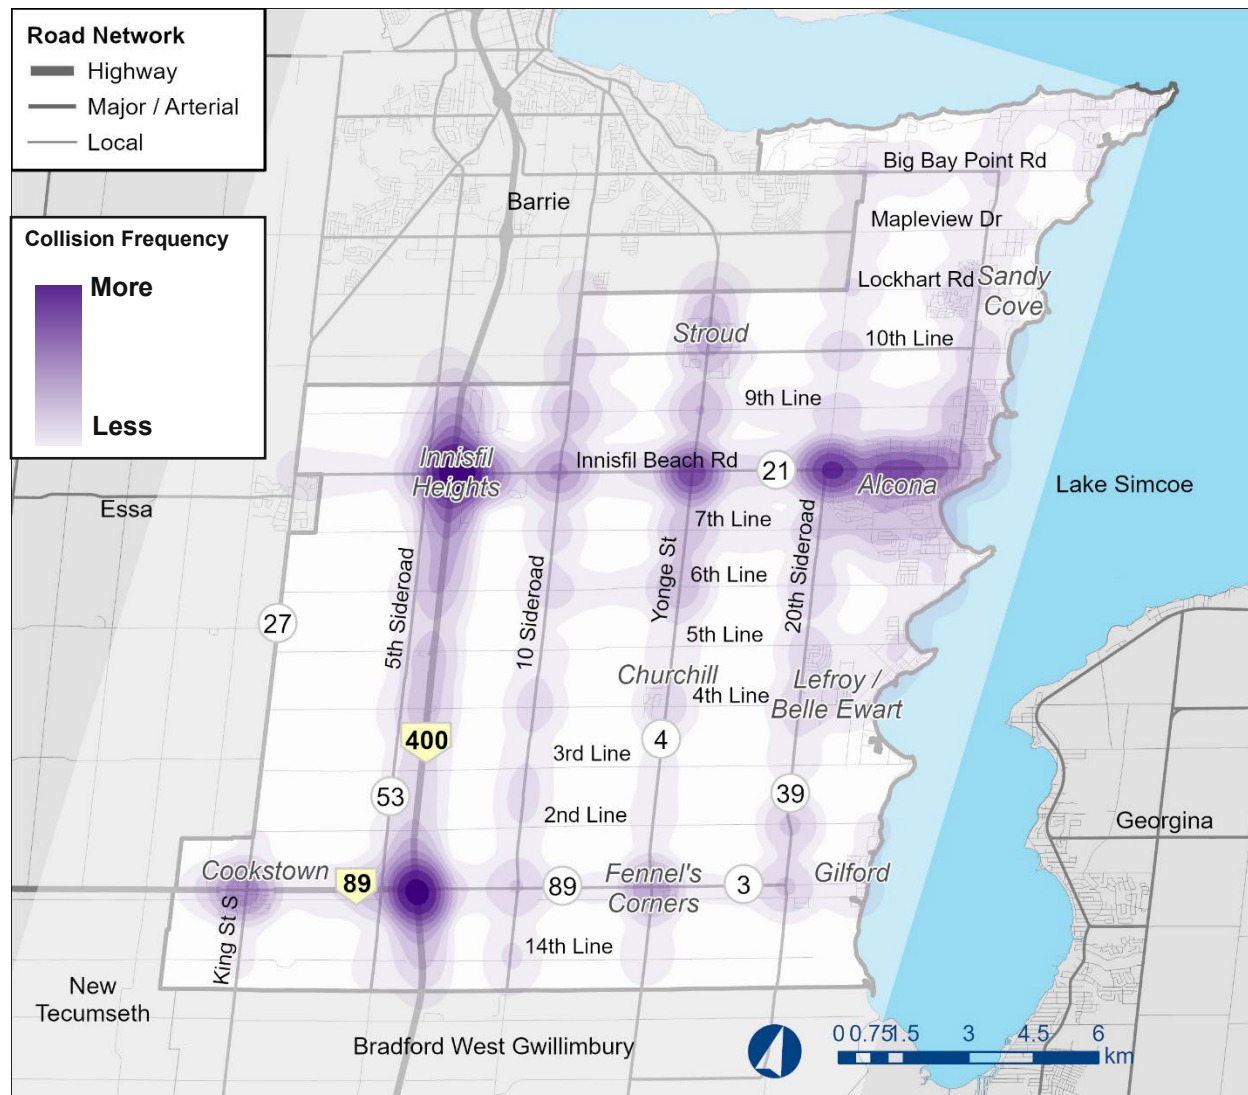 Road Network
Highway
Major / Arterial
Local
Collision Frequency
More
Less
Barrie
Big Bay Point Rd
Mapleview Dr
Lockhart Rd
Sandy
Cove
Stroud
10th Line
9th Line
Innisfil
Heights
Innisfil Beach Rd
21
Alcona
Lake Simcoe
Essa
7th Line
6th Line
5th Line
27
5th Sideroad
10 Sideroad
Yonge St
20th Sideroad
Churchill
4th Line
Lefroy /
Belle Ewart
400
4
3rd Line
53
39
2nd Line
Georgina
Cookstown
89
89
Fennel's
Corners
3
Gilford
King St S
14th Line
New
Tecumseth
Bradford West Gwillimbury
0 0.75 1.5 3 4.5 6
km